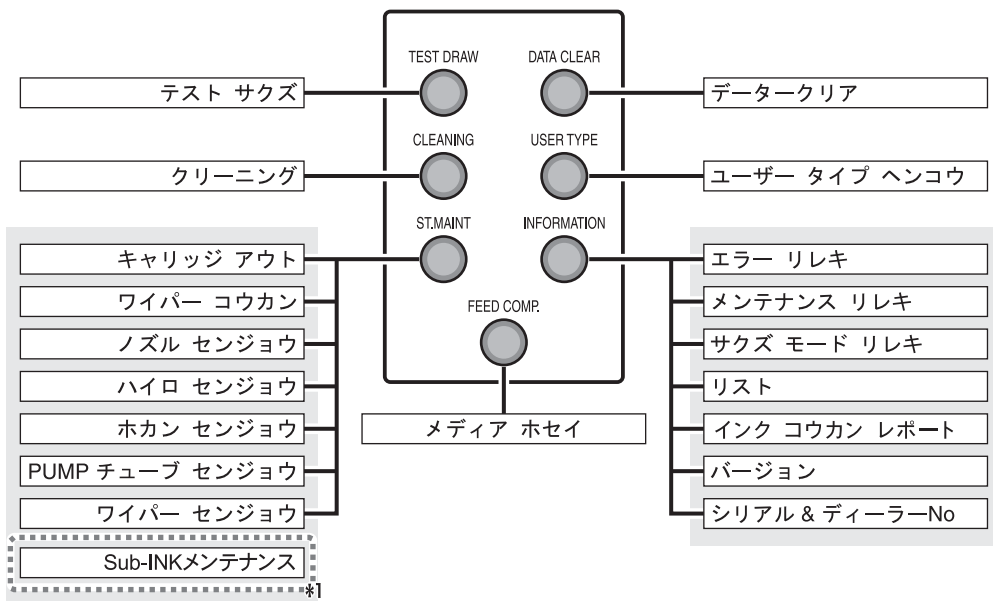 TEST DRAW
DATA CLEAR
テスト サクズ
データークリア
CLEANING
USER TYPE
クリーニング
ユーザー タイプ ヘンコウ
ST.MAINT
INFORMATION
キャリッジ アウト
ワイパー コウカン
ノズル センジョウ
ハイロ センジョウ
ホカン センジョウ
PUMP チューブ センジョウ
ワイパー センジョウ
Sub-INKメンテナンス
*1
エラー リレキ
メンテナンス リレキ
サクズ モード リレキ
リスト
インク コウカン レポート
バージョン
シリアル & ディーラーNo
FEED COMP.
メディア ホセイ